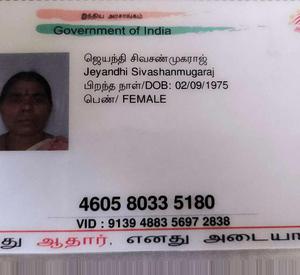 இந்திய அரசாங்கம்
Government of India
ஜெயந்தி சிவசண்முகராஜ்
Jeyandhi Sivashanmugaraj
பிறந்த நாள்/DOB: 02/09/1975
பெண்/ FEMALE
4605 8033 5180
VID : 9139 4883 5697 2838
ஆதார், எனது